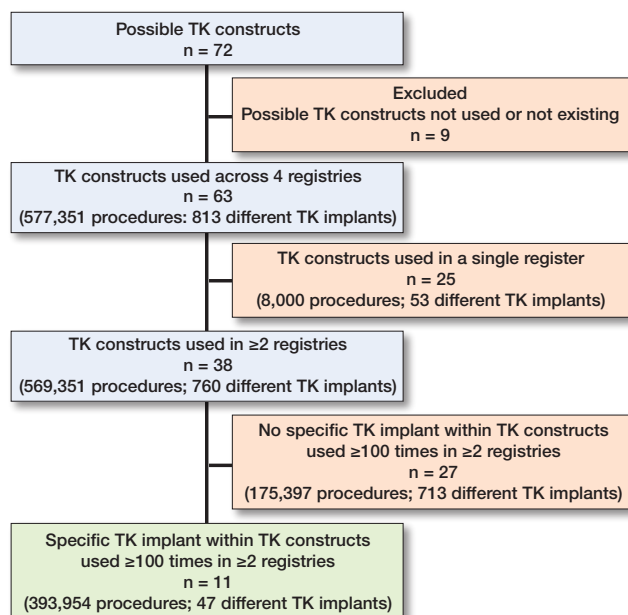 Possible TK constructs
n = 72
Excluded
Possible TK constructs not used or not existing
n = 9
TK constructs used across 4 registries
n = 63
(577,351 procedures: 813 different TK implants)
TK constructs used in a single register
n = 25
(8,000 procedures; 53 different TK implants)
TK constructs used in ≥2 registries
n = 38
(569,351 procedures; 760 different TK implants)
No specific TK implant within TK constructs
used ≥100 times in ≥2 registries
n = 27
(175,397 procedures; 713 different TK implants)
Specific TK implant within TK constructs
used ≥100 times in ≥2 registries
n = 11
(393,954 procedures; 47 different TK implants)